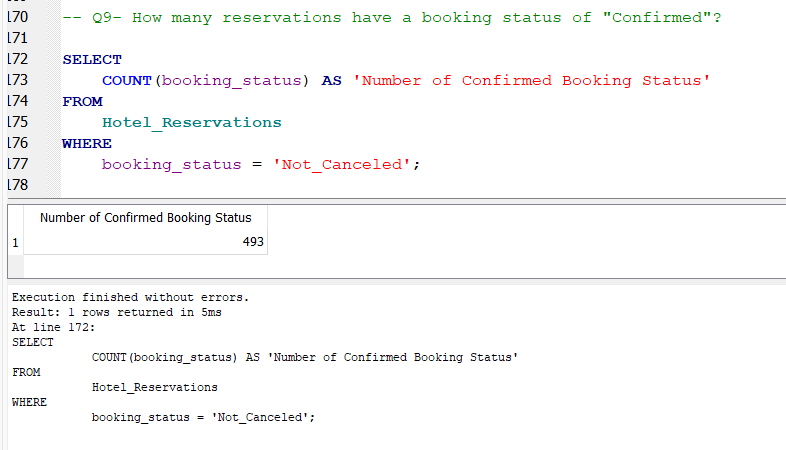 170 -- Q9- How many reservations have a booking status of "Confirmed"?
171
172 SELECT
173 COUNT(booking_status) AS 'Number of Confirmed Booking Status'
174 FROM
175 Hotel_Reservations
176 WHERE
177 booking_status = 'Not_Canceled';
178
Number of Confirmed Booking Status
1 493
Execution finished without errors.
Result: 1 rows returned in 5ms
At line 172:
SELECT
COUNT(booking_status) AS 'Number of Confirmed Booking Status'
FROM
Hotel_Reservations
WHERE
booking_status = 'Not_Canceled';